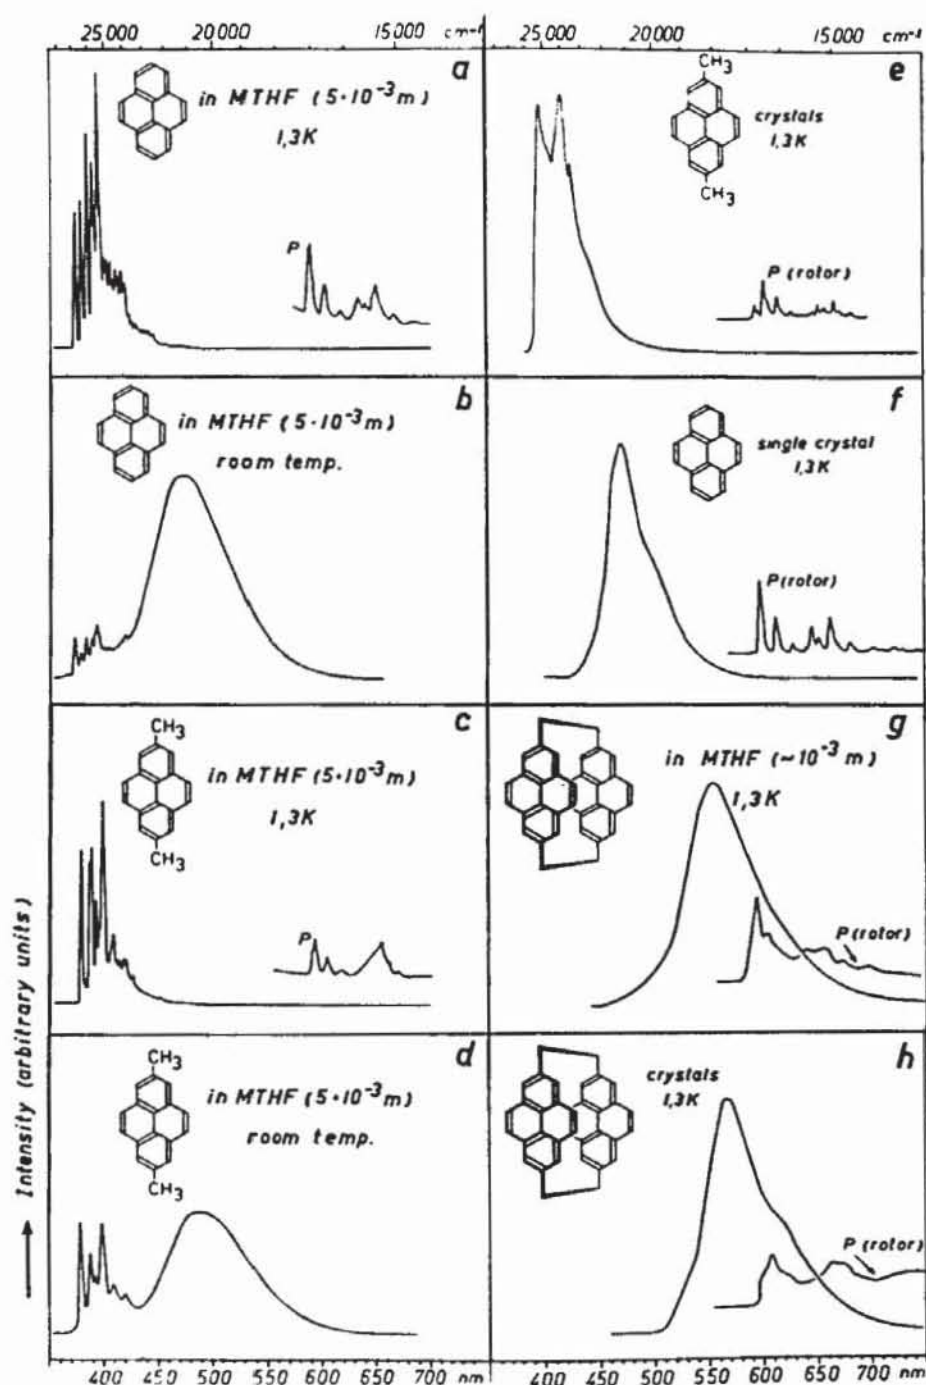 25000 20000 15000 cm⁻¹
25000 20000 15000 cm⁻¹
a
in MTHF (5·10⁻³m)
1,3K
P
e
CH₃
crystals
1,3K
CH₃
P (rotor)
b
in MTHF (5·10⁻³m)
room temp.
f
single crystal
1,3K
P(rotor)
c
CH₃
in MTHF (5·10⁻³m)
1,3K
CH₃
P
g
in MTHF (~10⁻³m)
1,3K
P(rotor)
d
CH₃
in MTHF (5·10⁻³m)
room temp.
CH₃
h
crystals
1,3K
P (rotor)
Intensity (arbitrary units)
400 450 500 550 600 650 700
400 450 500 550 600 650 700 nm